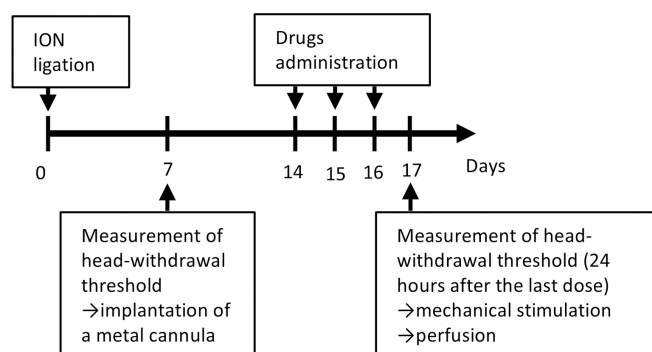 ION
ligation
Drugs
administration
0
7
14
15
16
17
Days
Measurement of
head-withdrawal
threshold
→implantation of
a metal cannula
Measurement of head-
withdrawal threshold (24
hours after the last dose)
→mechanical stimulation
→perfusion